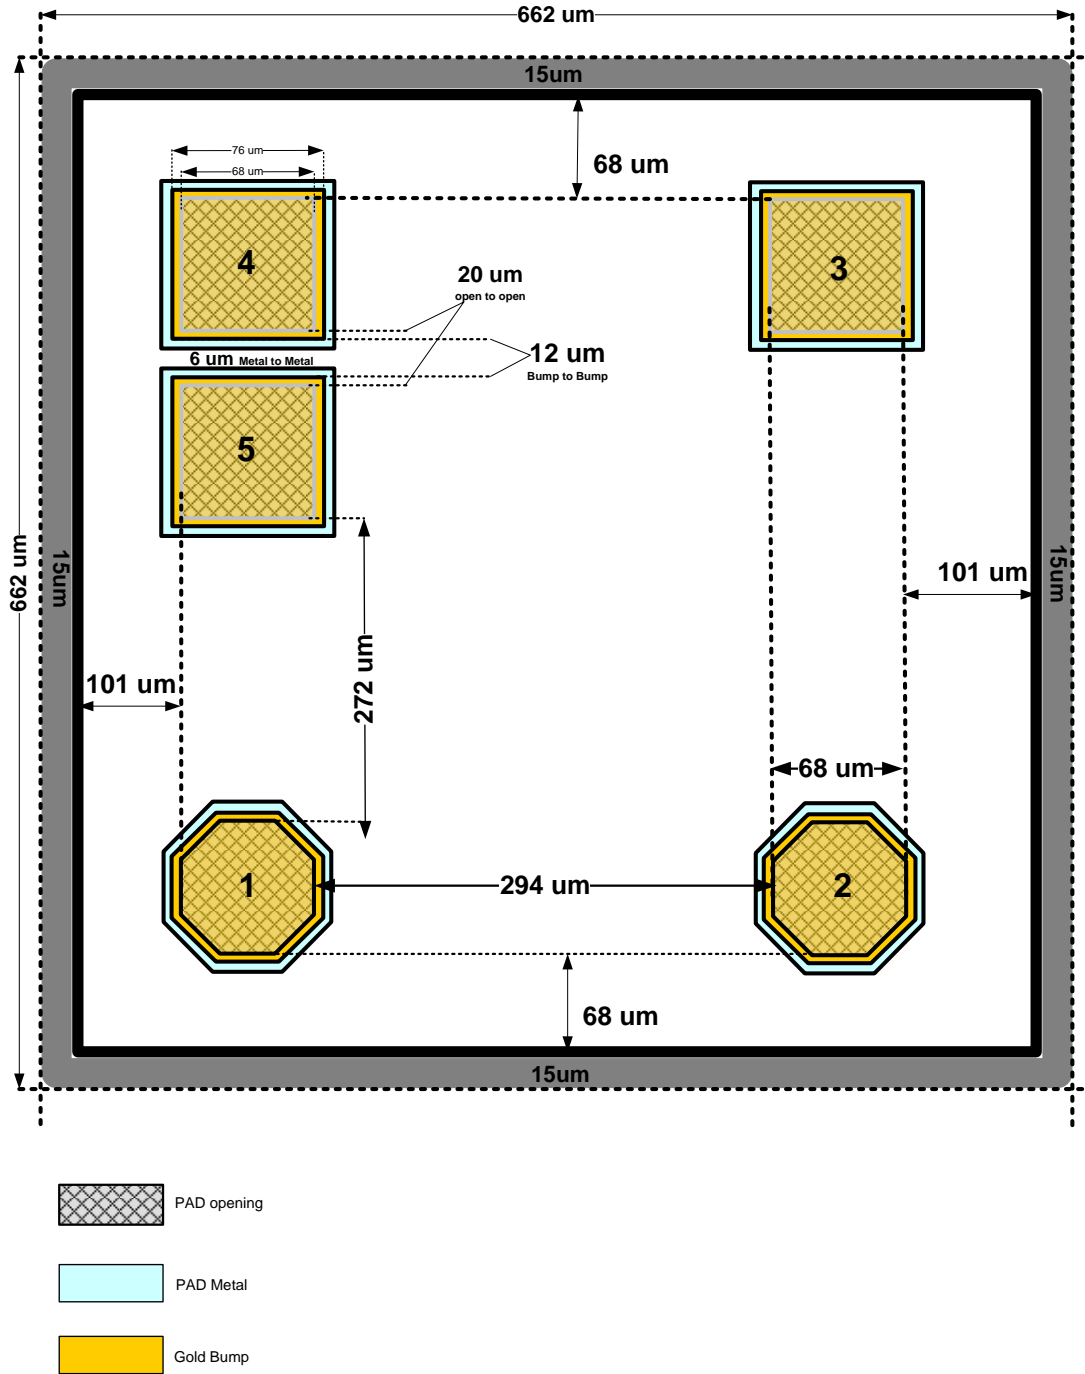 662 um
15um
76 um
68 um
68 um
4
3
20 um
open to open
12 um
Bump to Bump
6 um Metal to Metal
5
662 um
15um
15um
101 um
272 um
101 um
68 um
1
294 um
2
68 um
15um
PAD opening
PAD Metal
Gold Bump